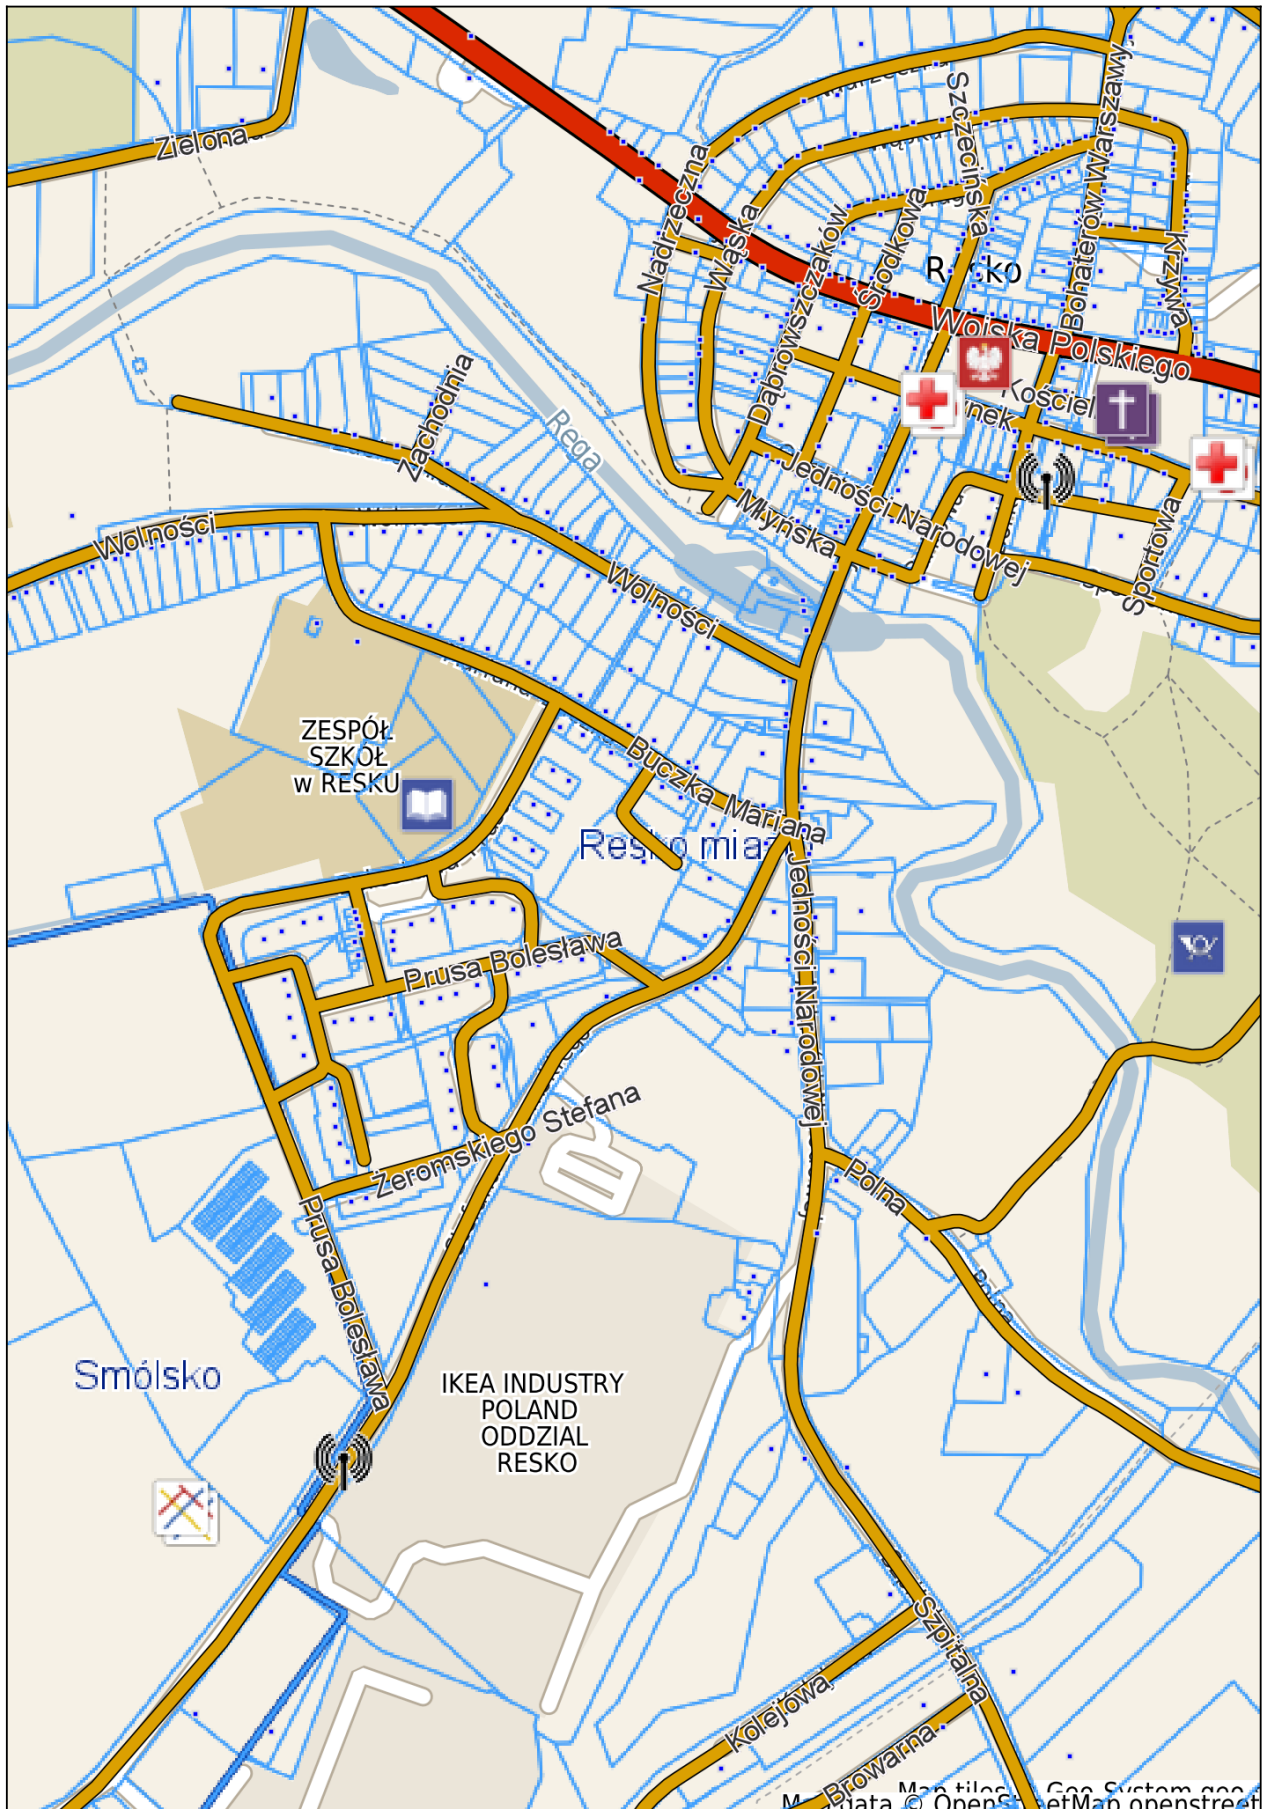 Zielona
Nadrzeczna
Wąska
Szczecińska
Bohaterów Warszawy
Dąbrowszczaków
Środkowa
Krzywa
Resko
Wojska Polskiego
Zachodnia
Rega
Jedności Narodowej
Młyńska
Sportowa
Wolności
Wolności
ZESPÓŁ
SZKÓŁ
w RESKU
Buczka Mariana
Prusa Bolesława
Jedności Narodowej
Żeromskiego Stefana
Polna
Polna
Prusa Bolesława
Smólsko
IKEA INDUSTRY
POLAND
ODDZIAL
RESKO
Szpitalna
Kolejowa
Browarna